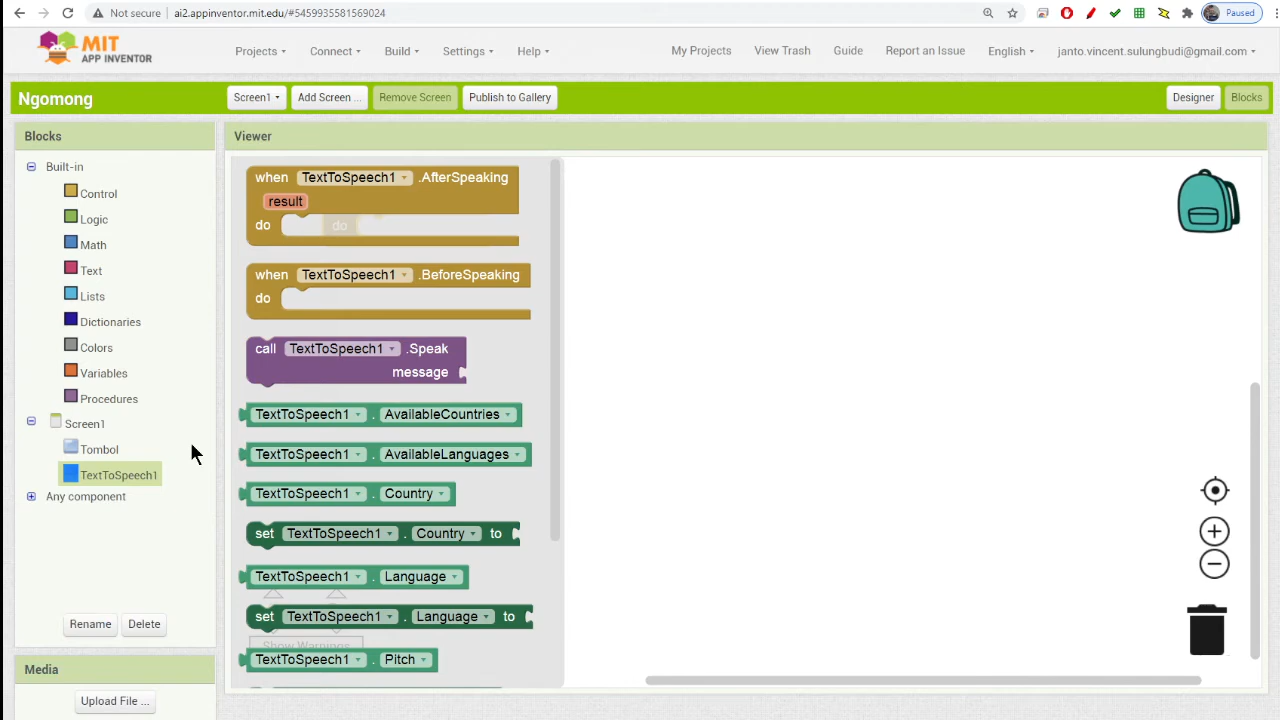 Not secure
ai2.appinventor.mit.edu/#5459935581569024
Paused
MIT
APP INVENTOR
Projects
Connect
Build
Settings
Help
My Projects
View Trash
Guide
Report an Issue
English
janto.vincent.sulungbudi@gmail.com
Ngomong
Screen1
Add Screen ...
Remove Screen
Publish to Gallery
Designer
Blocks
Blocks
Viewer
Built-in
Control
Logic
Math
Text
Lists
Dictionaries
Colors
Variables
Procedures
Screen1
Tombol
TextToSpeech1
Any component
Rename
Delete
Media
Upload File ...
when TextToSpeech1 .AfterSpeaking
result
do
do
when TextToSpeech1 .BeforeSpeaking
do
call TextToSpeech1 .Speak
message
TextToSpeech1 . AvailableCountries
TextToSpeech1 . AvailableLanguages
TextToSpeech1 . Country
set TextToSpeech1 . Country to
TextToSpeech1 . Language
set TextToSpeech1 . Language to
Show Warnings
TextToSpeech1 . Pitch